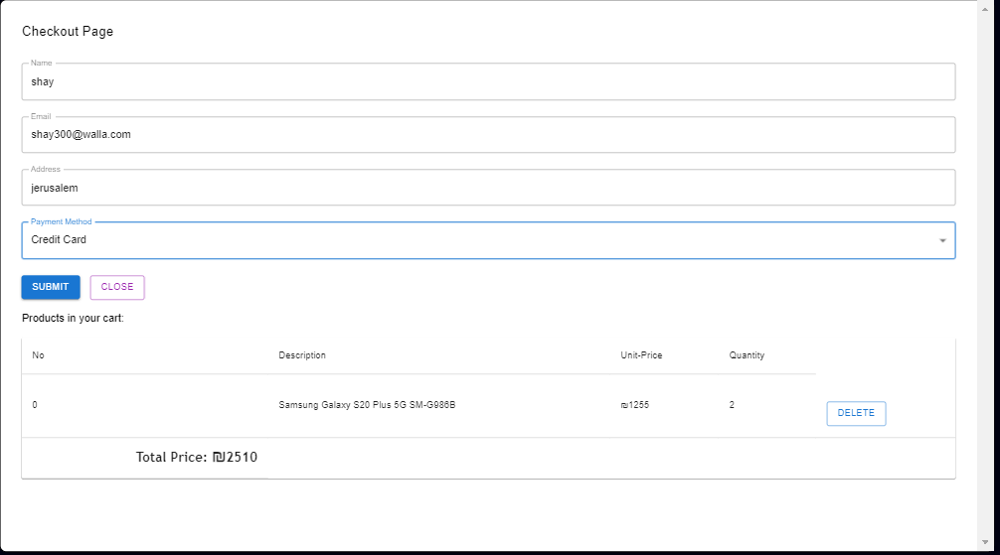 Checkout Page
Name
shay
Email
shay300@walla.com
Address
jerusalem
Payment Method
Credit Card
SUBMIT CLOSE
Products in your cart:
No Description Unit-Price Quantity
0 Samsung Galaxy S20 Plus 5G SM-G986B ₪1255 2 DELETE
Total Price: ₪2510